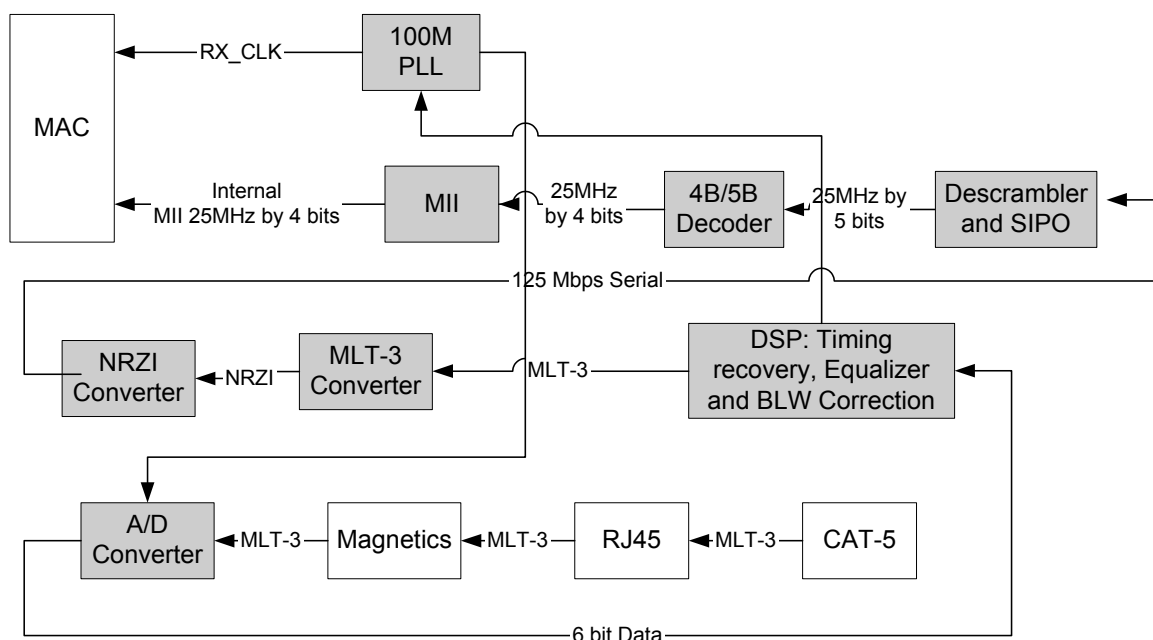 100M
PLL
RX_CLK
MAC
Internal
MII 25MHz by 4 bits
MII
25MHz
by 4 bits
4B/5B
Decoder
25MHz by
5 bits
Descrambler
and SIPO
125 Mbps Serial
NRZI
Converter
NRZI
MLT-3
Converter
MLT-3
DSP: Timing
recovery, Equalizer
and BLW Correction
A/D
Converter
MLT-3
Magnetics
MLT-3
RJ45
MLT-3
CAT-5
6 bit Data